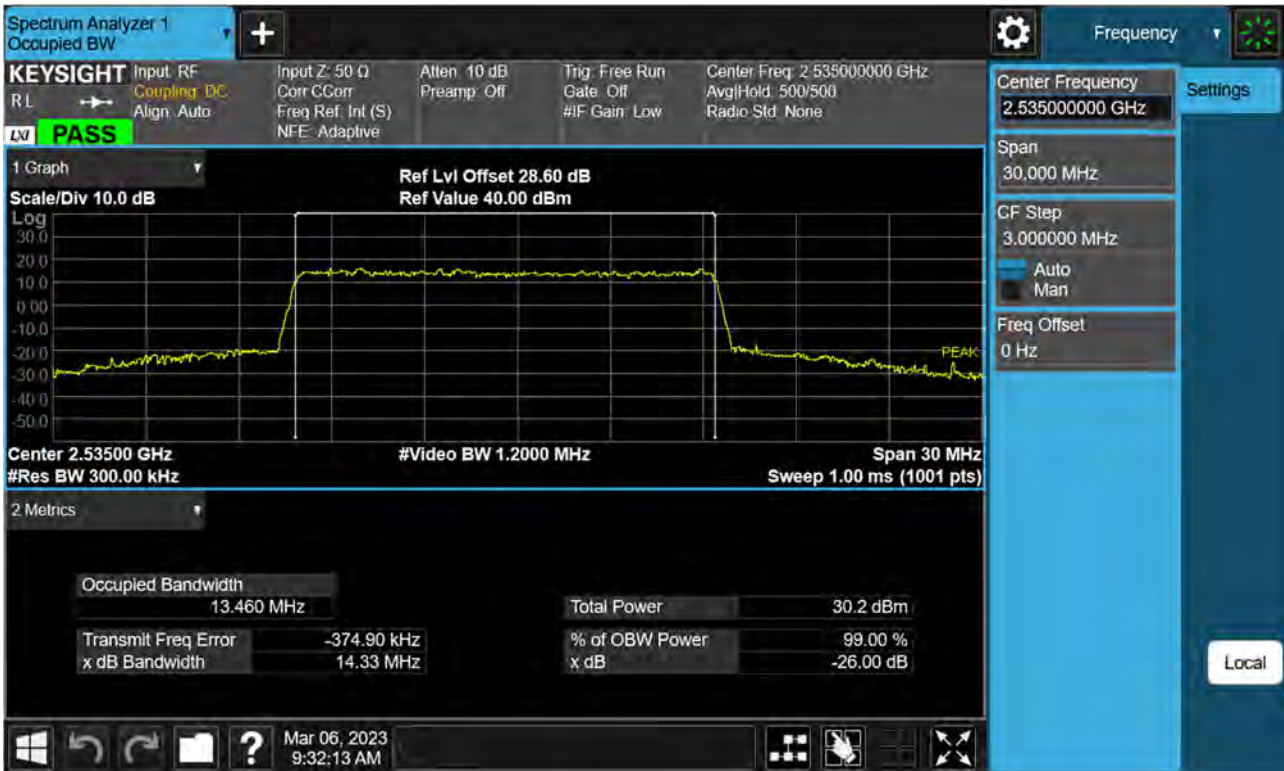 Spectrum Analyzer 1
Occupied BW
+
Frequency
KEYSIGHT
RL
LXI
PASS
Input: RF
Coupling: DC
Align: Auto
Input Z: 50 Ω
Corr CCorr
Freq Ref: Int (S)
NFE: Adaptive
Atten: 10 dB
Preamp: Off
Trig: Free Run
Gate: Off
#IF Gain: Low
Center Freq: 2.535000000 GHz
Avg|Hold: 500/500
Radio Std: None
Center Frequency
2.535000000 GHz
Settings
Span
30.000 MHz
CF Step
3.000000 MHz
Auto
Man
Freq Offset
0 Hz
Local
1 Graph
Scale/Div 10.0 dB
Ref Lvl Offset 28.60 dB
Ref Value 40.00 dBm
Log
30.0
20.0
10.0
0.00
-10.0
-20.0
-30.0
-40.0
-50.0
PEAK
Center 2.53500 GHz
#Video BW 1.2000 MHz
Span 30 MHz
#Res BW 300.00 kHz
Sweep 1.00 ms (1001 pts)
2 Metrics
Occupied Bandwidth
13.460 MHz
Total Power 30.2 dBm
Transmit Freq Error -374.90 kHz
% of OBW Power 99.00 %
x dB Bandwidth 14.33 MHz
x dB -26.00 dB
?
Mar 06, 2023
9:32:13 AM